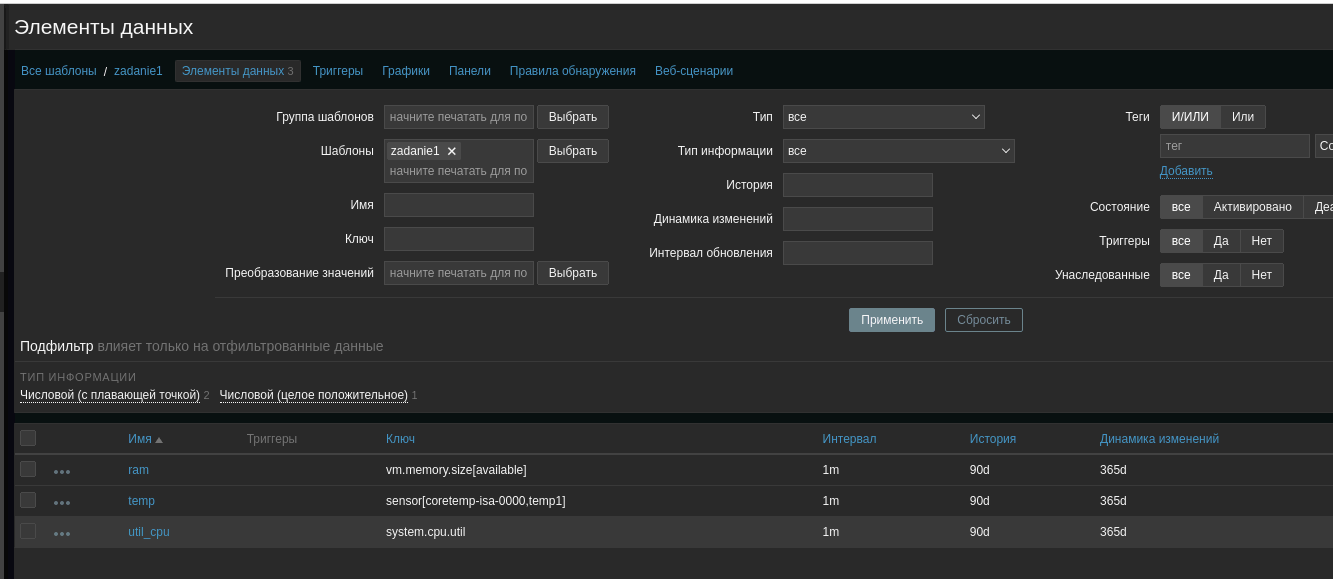 Элементы данных
Все шаблоны / zadanie1 Элементы данных 3 Триггеры Графики Панели Правила обнаружения Веб-сценарии
Группа шаблонов начните печатать для по Выбрать Тип все Теги И/ИЛИ Или
тег Со
Шаблоны zadanie1 Выбрать Тип информации все
начните печатать для по Добавить
История
Имя Состояние все Активировано Деа
Динамика изменений
Ключ Триггеры все Да Нет
Интервал обновления
Преобразование значений начните печатать для по Выбрать Унаследованные все Да Нет
Применить Сбросить
Подфильтр влияет только на отфильтрованные данные
ТИП ИНФОРМАЦИИ
Числовой (с плавающей точкой) 2 Числовой (целое положительное) 1
Имя Триггеры Ключ Интервал История Динамика изменений
ram vm.memory.size[available] 1m 90d 365d
temp sensor[coretemp-isa-0000,temp1] 1m 90d 365d
util_cpu system.cpu.util 1m 90d 365d